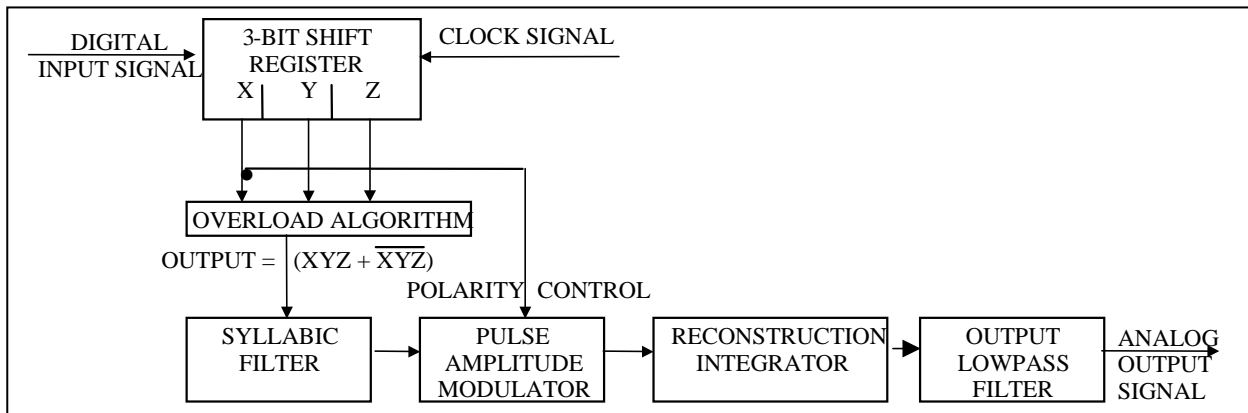 DIGITAL
INPUT SIGNAL
3-BIT SHIFT
REGISTER
X Y Z
CLOCK SIGNAL
OVERLOAD ALGORITHM
OUTPUT = (XYZ + X̅Y̅Z̅)
POLARITY CONTROL
SYLLABIC
FILTER
PULSE
AMPLITUDE
MODULATOR
RECONSTRUCTION
INTEGRATOR
OUTPUT
LOWPASS
FILTER
ANALOG
OUTPUT
SIGNAL